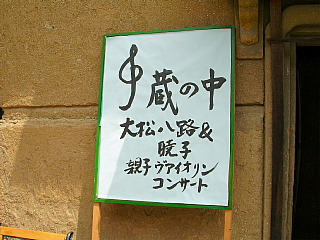 蔵の中
大松八路&
暁子
親子ヴァイオリン
コンサート